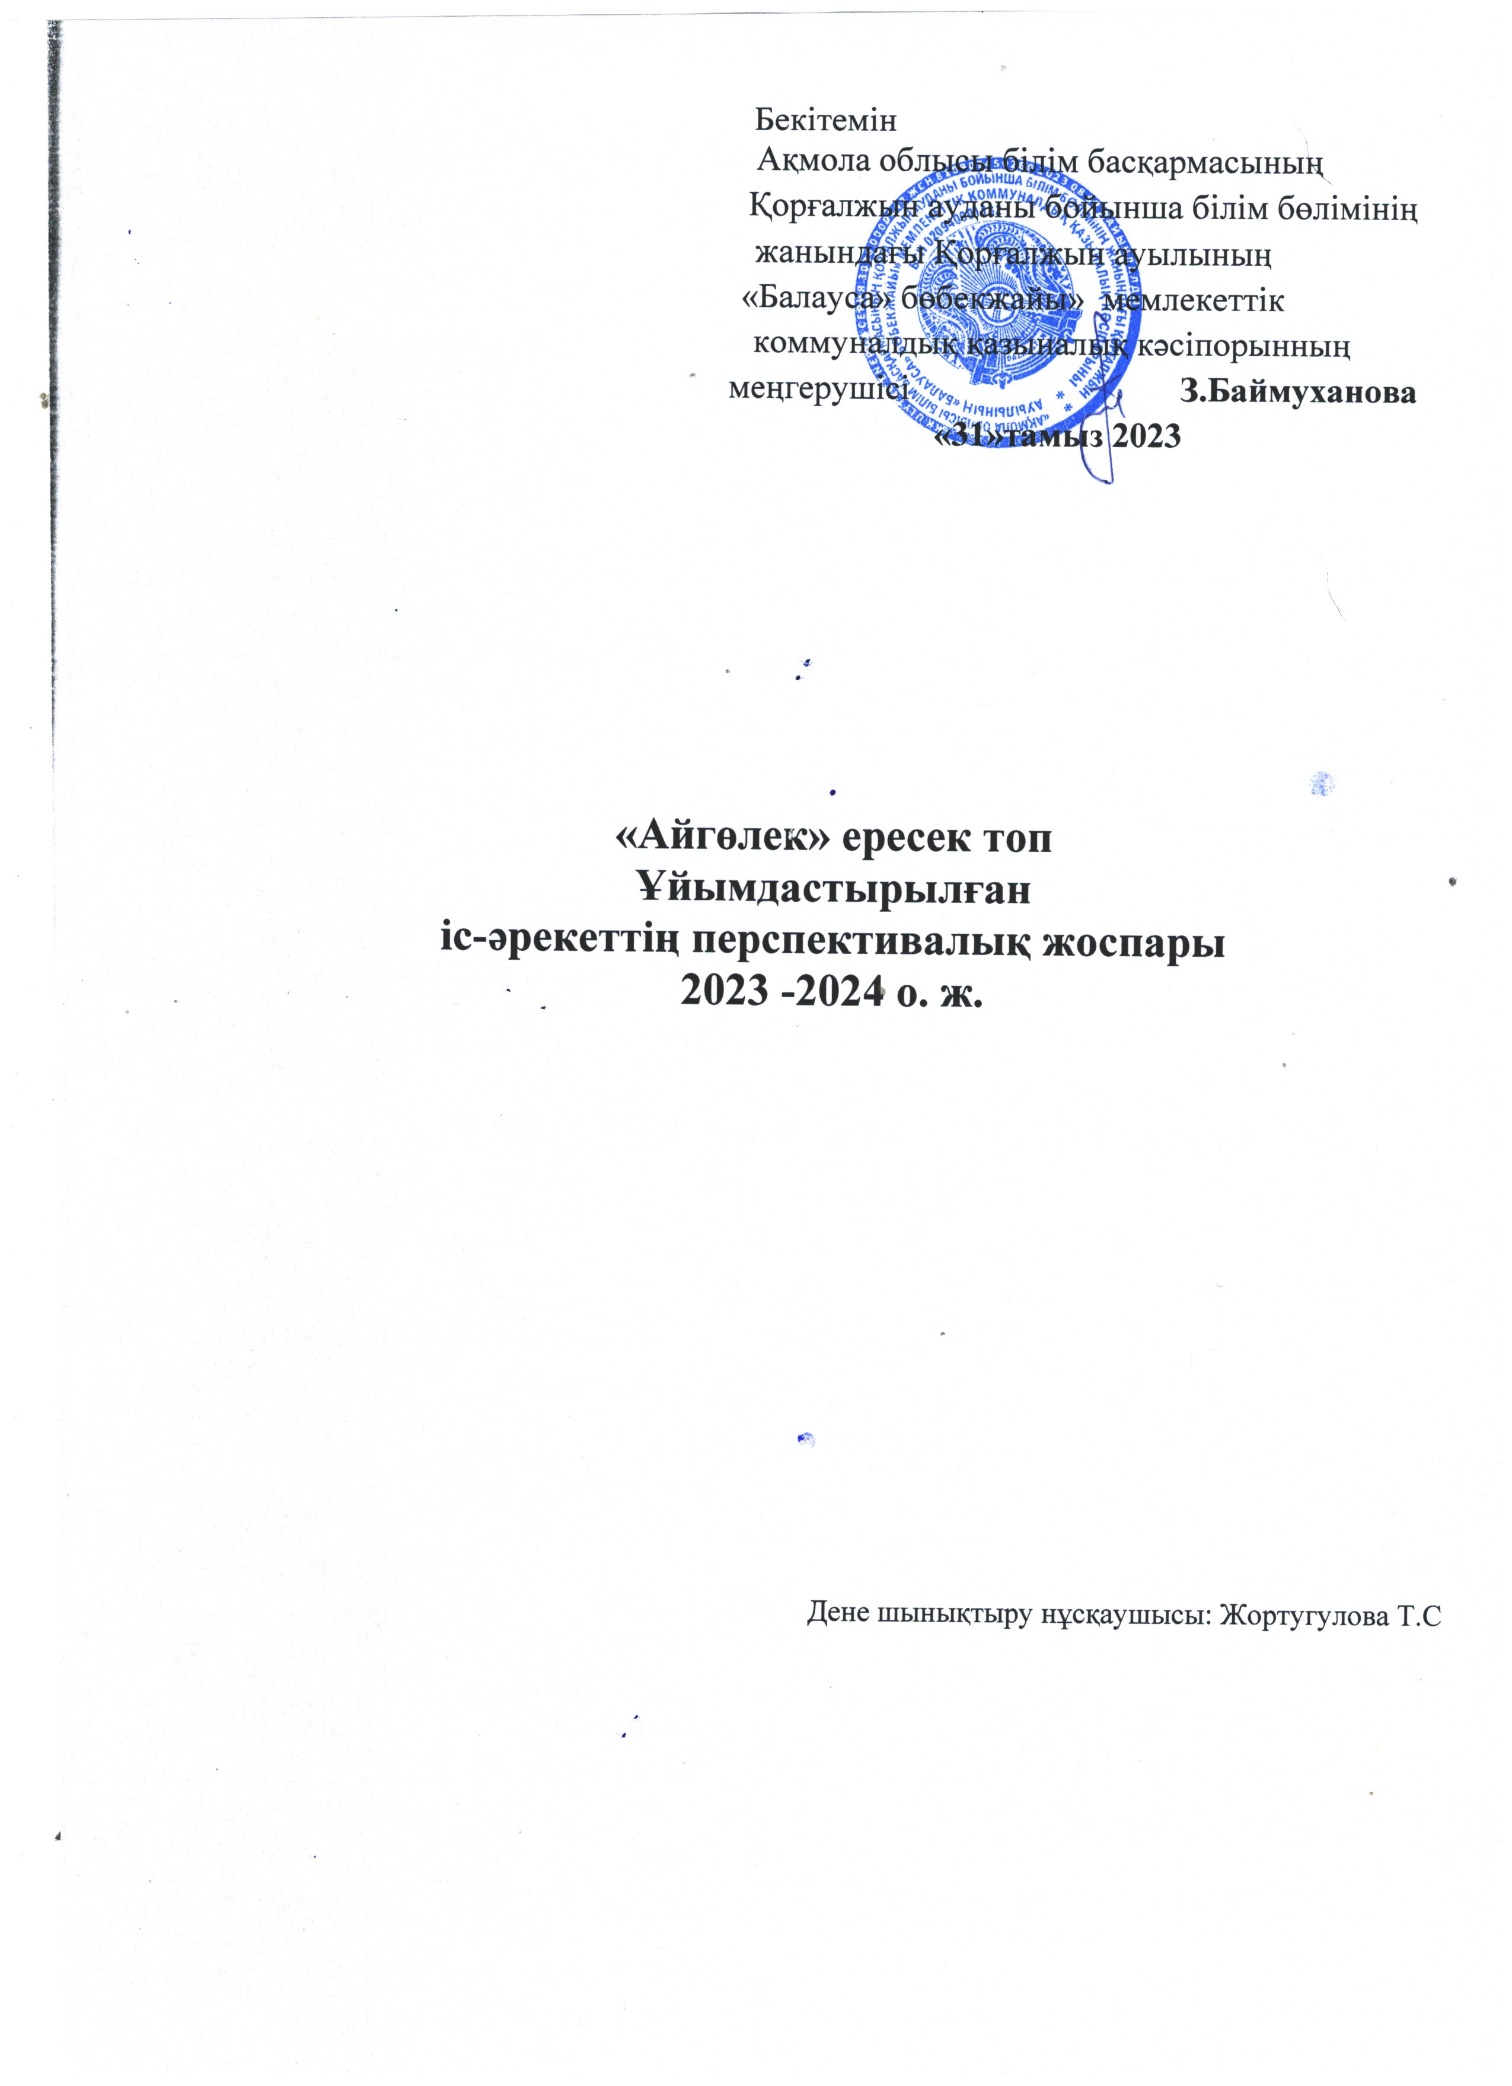 Бекітемін
Ақмола облысы білім басқармасының
Қорғалжын ауданы бойынша білім бөлімінің
жанындағы Қорғалжын ауылының
«Балауса» бөбекжайы» мемлекеттік
коммуналдық қазыналық кәсіпорынның
меңгерушісі З.Баймуханова
«31»тамыз 2023
«Айгөлек» ересек топ
Ұйымдастырылған
іс-әрекеттің перспективалық жоспары
2023 -2024 о. ж.
Дене шынықтыру нұсқаушысы: Жортугулова Т.С